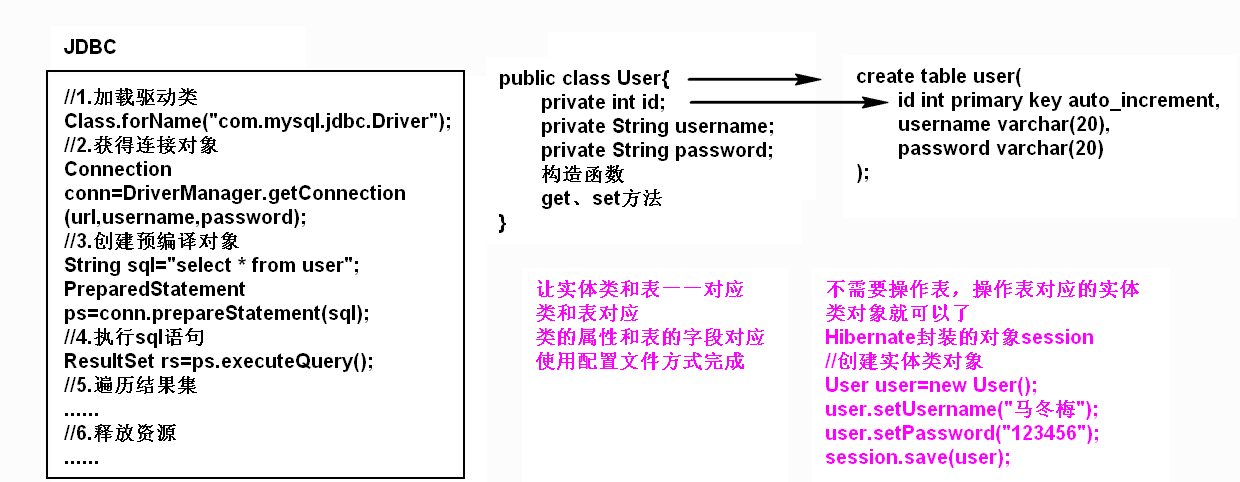 JDBC
//1.加载驱动类
Class.forName("com.mysql.jdbc.Driver");
//2.获得连接对象
Connection
conn=DriverManager.getConnection
(url,username,password);
//3.创建预编译对象
String sql="select * from user";
PreparedStatement
ps=conn.prepareStatement(sql);
//4.执行sql语句
ResultSet rs=ps.executeQuery();
//5.遍历结果集
......
//6.释放资源
......
public class User{
private int id;
private String username;
private String password;
构造函数
get、set方法
}
create table user(
id int primary key auto_increment,
username varchar(20),
password varchar(20)
);
让实体类和表一一对应
类和表对应
类的属性和表的字段对应
使用配置文件方式完成
不需要操作表，操作表对应的实体
类对象就可以了
Hibernate封装的对象session
//创建实体类对象
User user=new User();
user.setUsername("马冬梅");
user.setPassword("123456");
session.save(user);